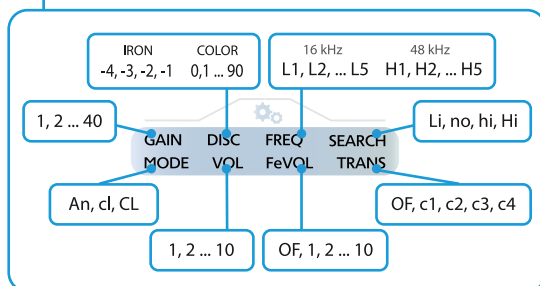 IRON COLOR
-4, -3, -2, -1 0,1 ... 90
16 kHz 48 kHz
L1, L2, ... L5 H1, H2, ... H5
1, 2 ... 40
Li, no, hi, Hi
GAIN DISC FREQ SEARCH
MODE VOL FeVOL TRANS
An, cl, CL
OF, c1, c2, c3, c4
1, 2 ... 10
OF, 1, 2 ... 10